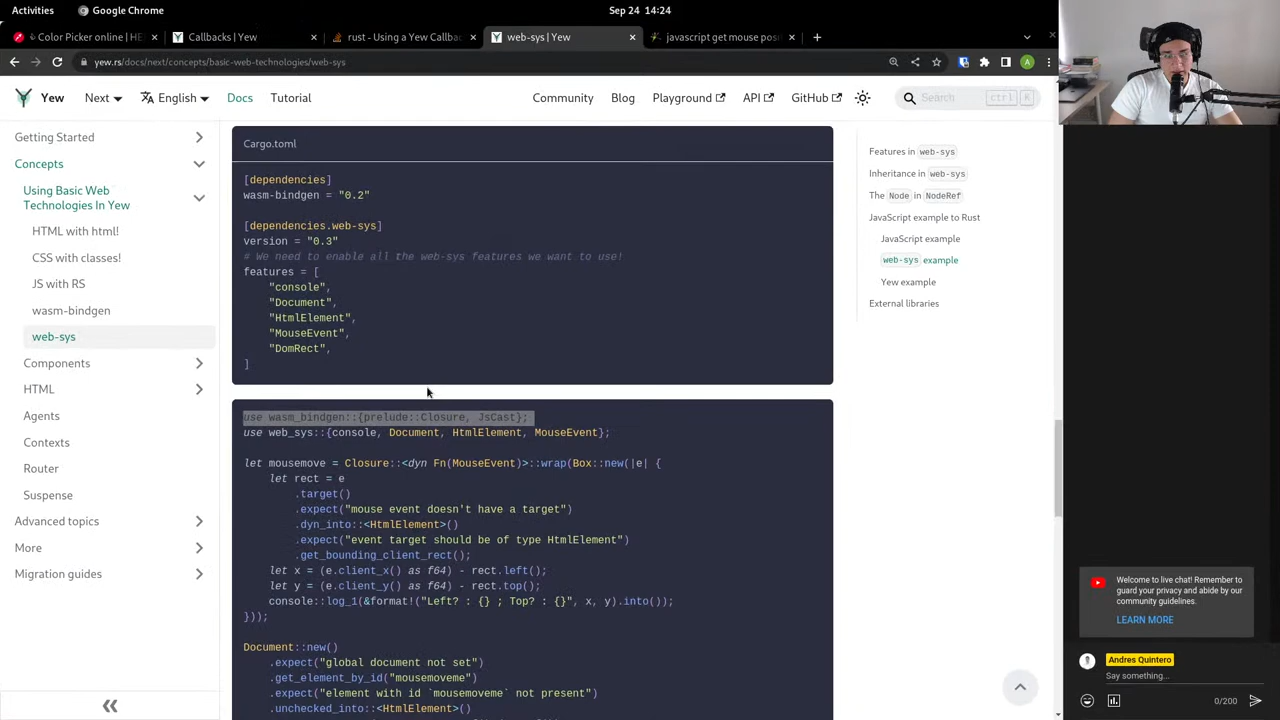 Activities
Google Chrome
Sep 24 14:24
Color Picker online | HE
Callbacks | Yew
rust - Using a Yew Callba
web-sys | Yew
javascript get mouse posi
yew.rs/docs/next/concepts/basic-web-technologies/web-sys
A
Yew
Next
English
Docs
Tutorial
Community
Blog
Playground
API
GitHub
Search
ctrl
K
Getting Started
Concepts
Using Basic Web
Technologies In Yew
HTML with html!
CSS with classes!
JS with RS
wasm-bindgen
web-sys
Components
HTML
Agents
Contexts
Router
Suspense
Advanced topics
More
Migration guides
Cargo.toml
[dependencies]
wasm-bindgen = "0.2"
[dependencies.web-sys]
version = "0.3"
# We need to enable all the web-sys features we want to use!
features = [
"console",
"Document",
"HtmlElement",
"MouseEvent",
"DomRect",
]
use wasm_bindgen::{prelude::Closure, JsCast};
use web_sys::{console, Document, HtmlElement, MouseEvent};
let mousemove = Closure::<dyn Fn(MouseEvent)>::wrap(Box::new(|e| {
let rect = e
.target()
.expect("mouse event doesn't have a target")
.dyn_into::<HtmlElement>()
.expect("event target should be of type HtmlElement")
.get_bounding_client_rect();
let x = (e.client_x() as f64) - rect.left();
let y = (e.client_y() as f64) - rect.top();
console::log_1(&format!("Left? : {} ; Top? : {}", x, y).into());
}));
Document::new()
.expect("global document not set")
.get_element_by_id("mousemoveme")
.expect("element with id `mousemoveme` not present")
.unchecked_into::<HtmlElement>()
Features in web-sys
Inheritance in web-sys
The Node in NodeRef
JavaScript example to Rust
JavaScript example
web-sys example
Yew example
External libraries
Welcome to live chat! Remember to
guard your privacy and abide by our
community guidelines.
LEARN MORE
Andres Quintero
Say something...
0/200